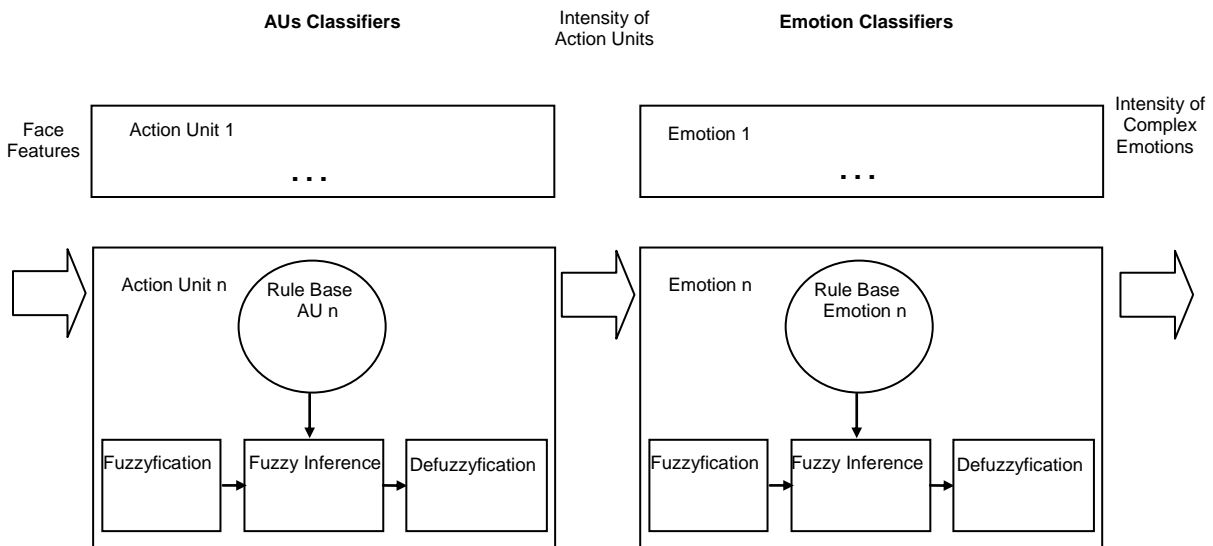 AUs Classifiers
Intensity of
Action Units
Emotion Classifiers
Face
Features
Action Unit 1
...
Emotion 1
...
Intensity of
Complex
Emotions
Action Unit n
Rule Base
AU n
Fuzzyfication
Fuzzy Inference
Defuzzyfication
Emotion n
Rule Base
Emotion n
Fuzzyfication
Fuzzy Inference
Defuzzyfication